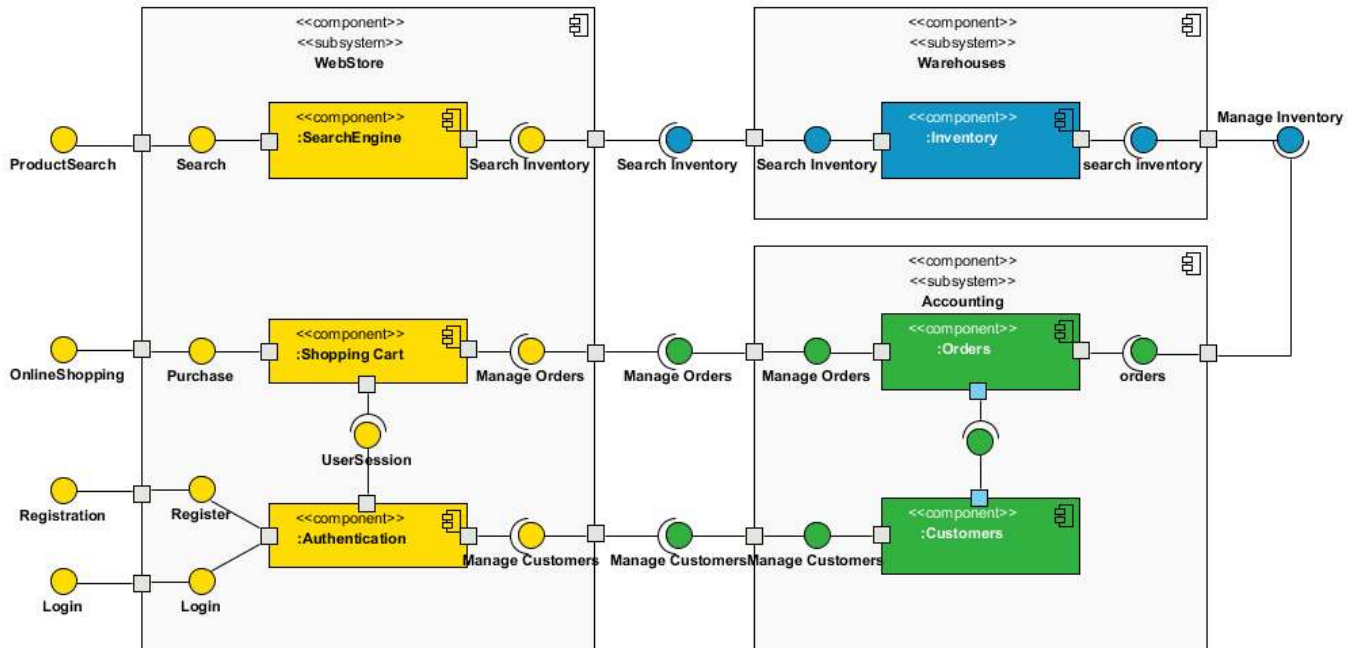 <<component>>
<<subsystem>>
WebStore
<<component>>
<<subsystem>>
Warehouses
<<component>>
:SearchEngine
<<component>>
:Inventory
Manage Inventory
ProductSearch
Search
Search Inventory
Search Inventory
Search Inventory
search inventory
<<component>>
<<subsystem>>
Accounting
<<component>>
:Shopping Cart
<<component>>
:Orders
OnlineShopping
Purchase
Manage Orders
Manage Orders
Manage Orders
orders
UserSession
Registration
Register
<<component>>
:Authentication
<<component>>
:Customers
Manage Customers
Manage Customers
Manage Customers
Login
Login